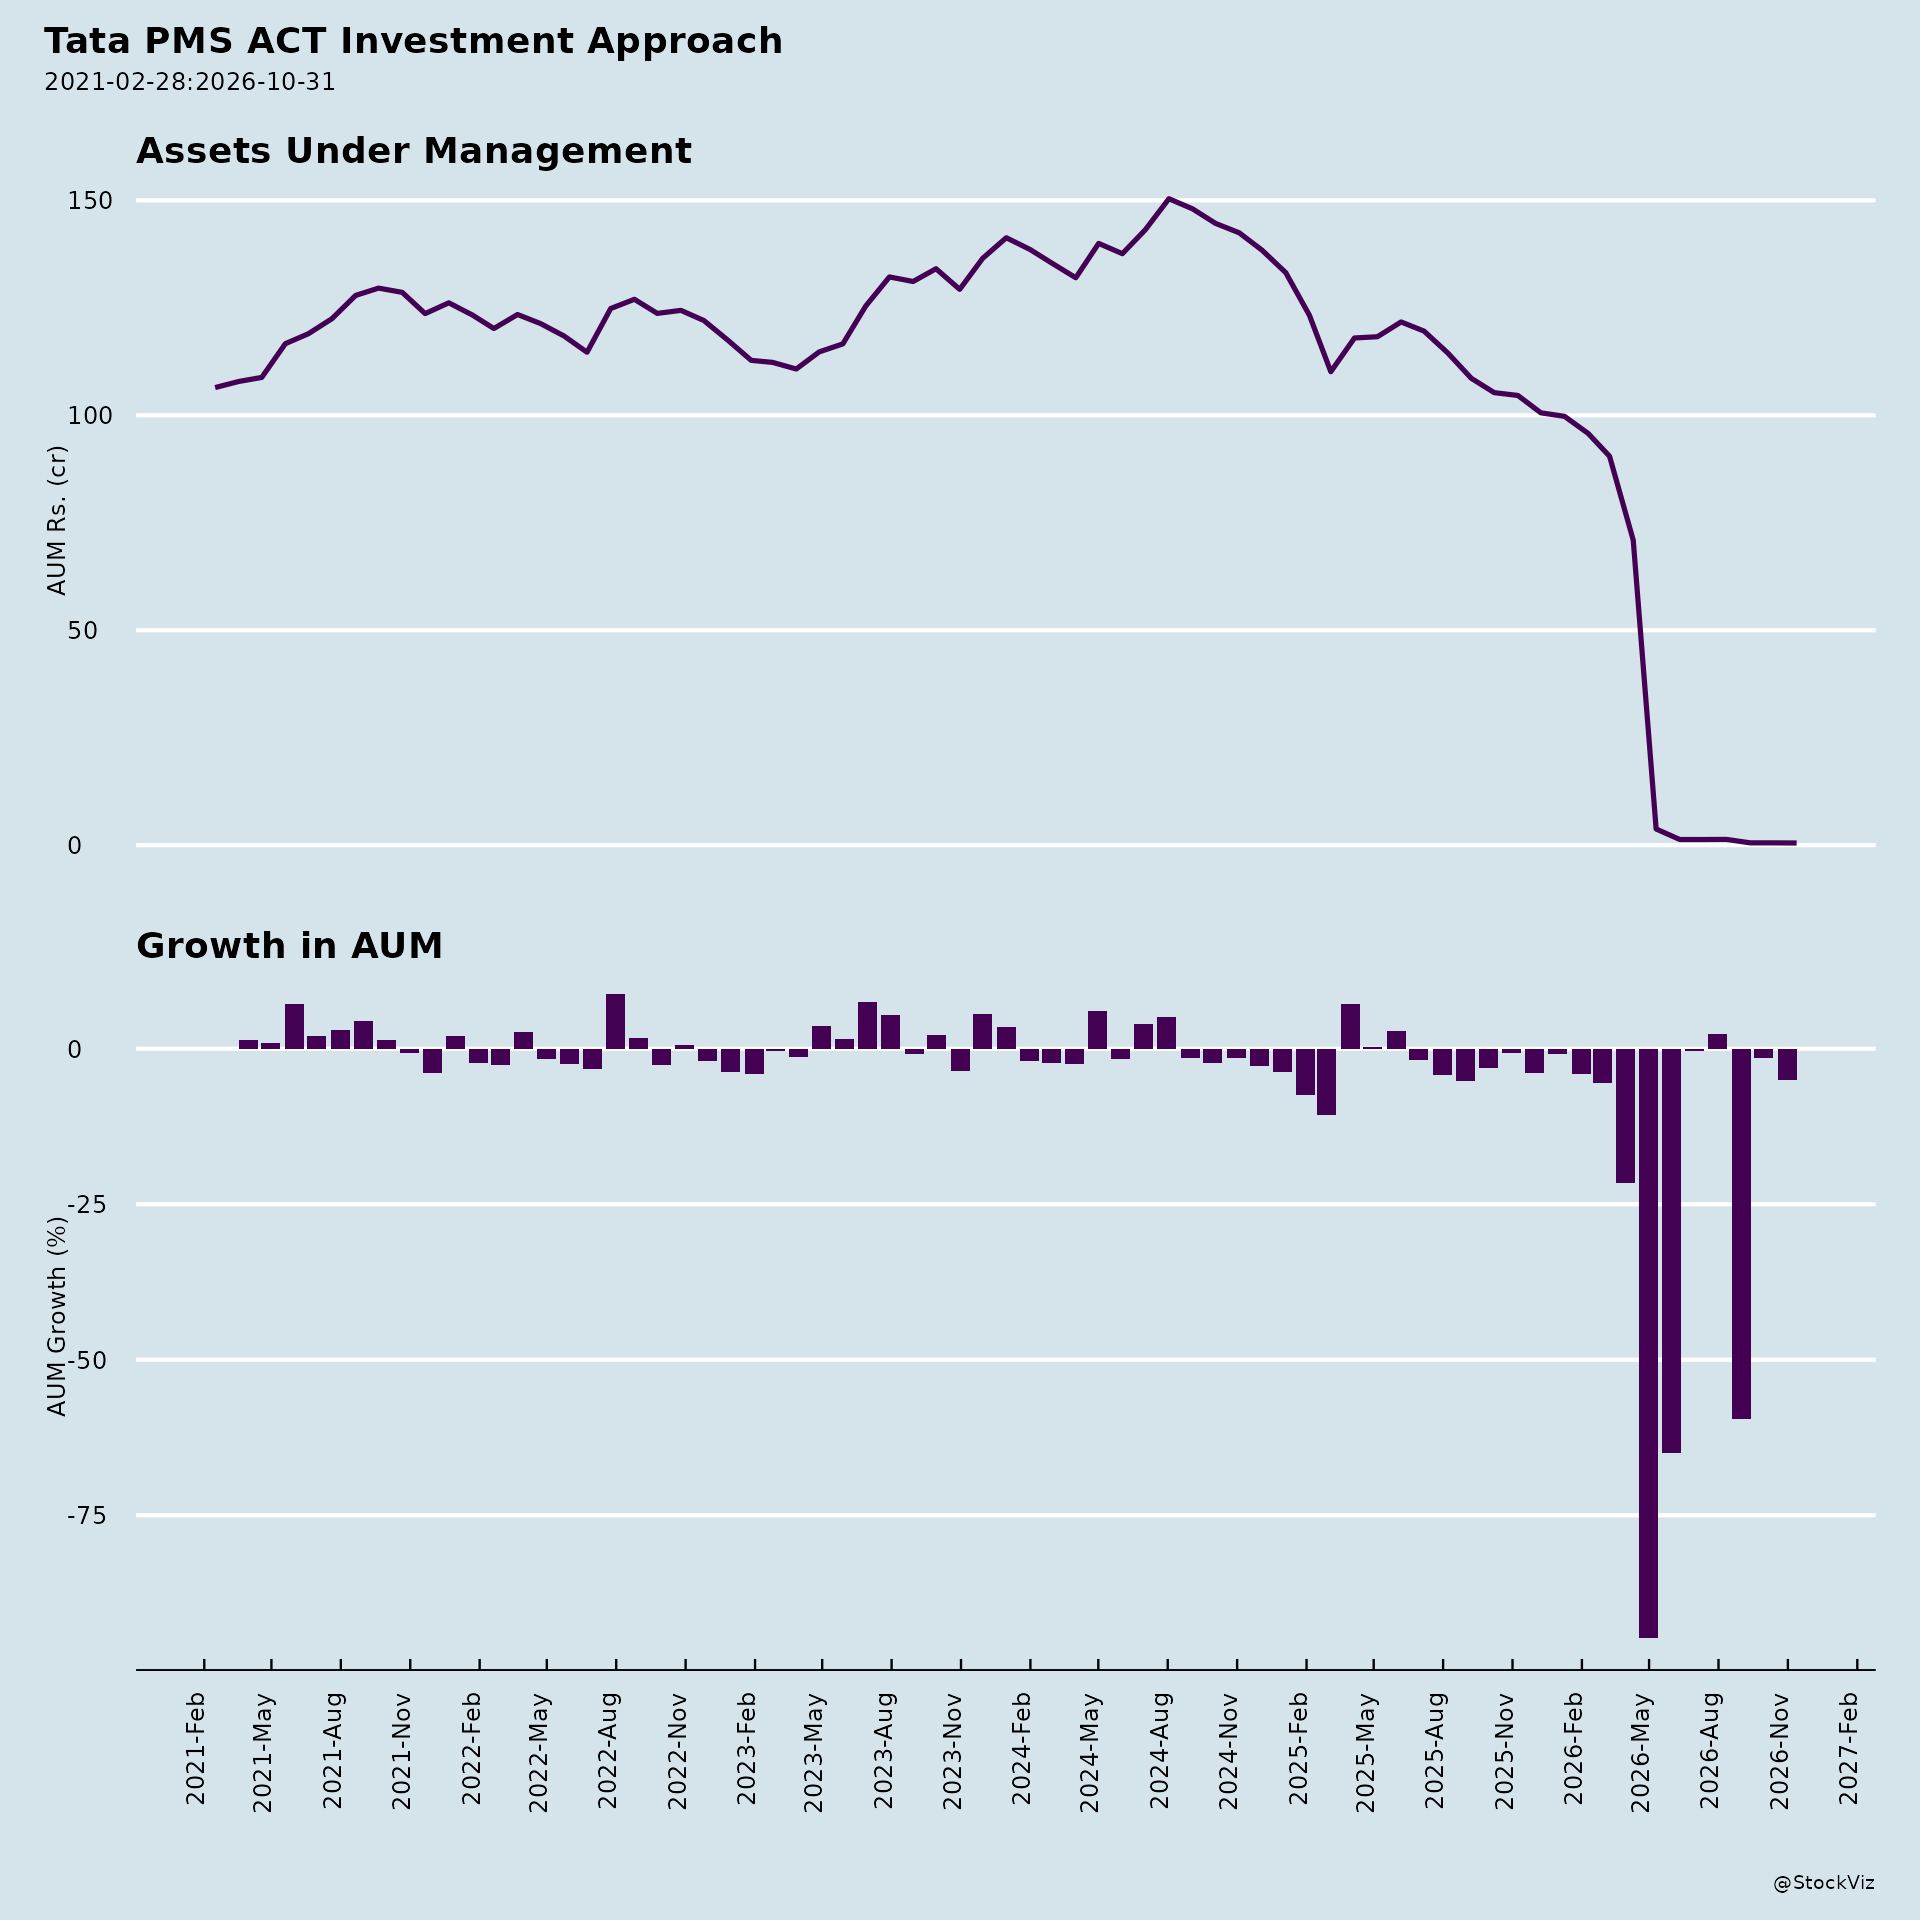 Tata PMS ACT Investment Approach
2021-02-28:2026-10-31
Assets Under Management
150
100
50
0
AUM Rs. (cr)
Growth in AUM
0
-25
-50
-75
AUM Growth (%)
2021-Feb
2021-May
2021-Aug
2021-Nov
2022-Feb
2022-May
2022-Aug
2022-Nov
2023-Feb
2023-May
2023-Aug
2023-Nov
2024-Feb
2024-May
2024-Aug
2024-Nov
2025-Feb
2025-May
2025-Aug
2025-Nov
2026-Feb
2026-May
2026-Aug
2026-Nov
2027-Feb
@StockViz